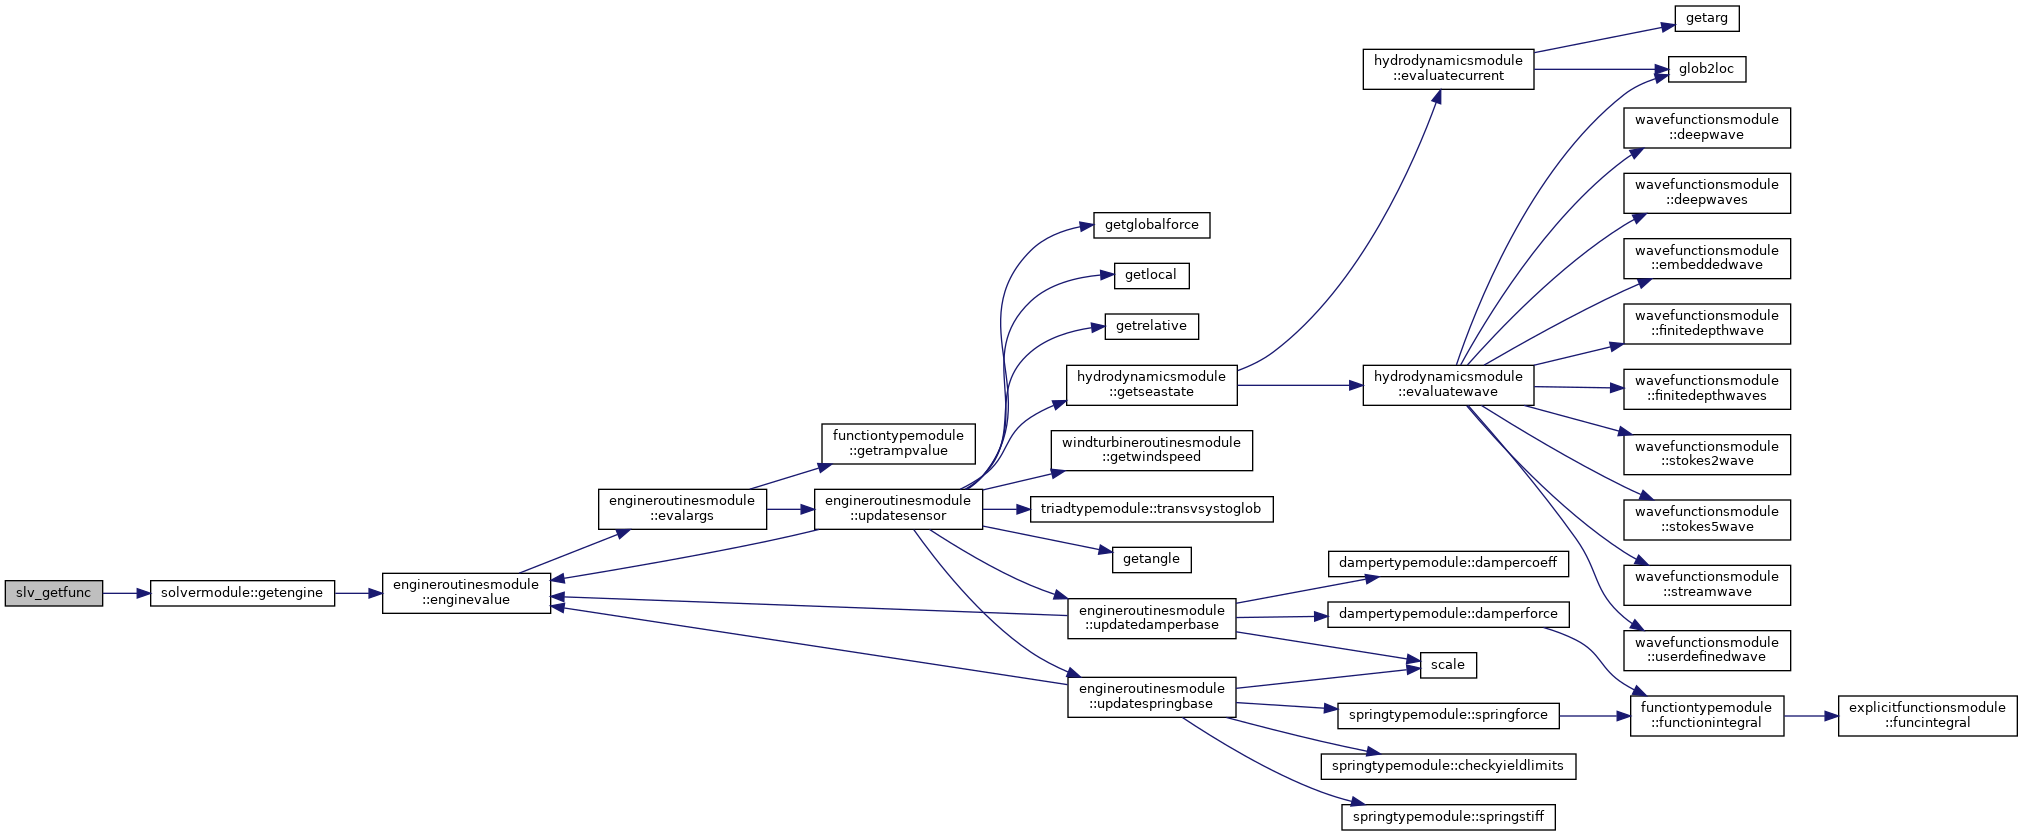 slv_getfunc
solvermodule::getengine
engineroutinesmodule
::enginevalue
engineroutinesmodule
::evalargs
functiontypemodule
::getrampvalue
engineroutinesmodule
::updatesensor
getglobalforce
getlocal
getrelative
hydrodynamicsmodule
::getseastate
windturbineroutinesmodule
::getwindspeed
triadtypemodule::transvsystoglob
getangle
engineroutinesmodule
::updatedamperbase
engineroutinesmodule
::updatespringbase
hydrodynamicsmodule
::evaluatecurrent
hydrodynamicsmodule
::evaluatewave
dampertypemodule::dampercoeff
dampertypemodule::damperforce
scale
springtypemodule::springforce
springtypemodule::checkyieldlimits
springtypemodule::springstiff
getarg
glob2loc
wavefunctionsmodule
::deepwave
wavefunctionsmodule
::deepwaves
wavefunctionsmodule
::embeddedwave
wavefunctionsmodule
::finitedepthwave
wavefunctionsmodule
::finitedepthwaves
wavefunctionsmodule
::stokes2wave
wavefunctionsmodule
::stokes5wave
wavefunctionsmodule
::streamwave
wavefunctionsmodule
::userdefinedwave
functiontypemodule
::functionintegral
explicitfunctionsmodule
::funcintegral